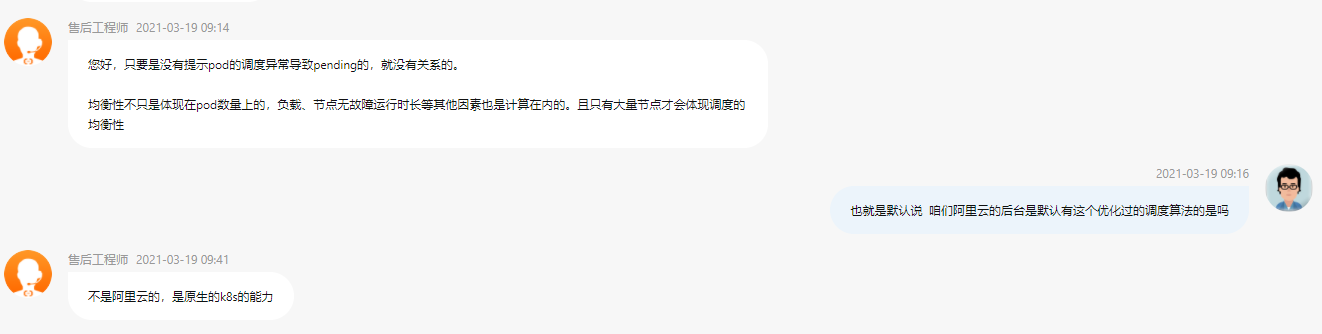 售后工程师 2021-03-19 09:14
您好，只要是没有提示pod的调度异常导致pending的，就没有关系的。
均衡性不只是体现在pod数量上的，负载、节点无故障运行时长等其他因素也是计算在内的。且只有大量节点才会体现调度的
均衡性
2021-03-19 09:16
也就是默认说 咱们阿里云的后台是默认有这个优化过的调度算法的是吗
售后工程师 2021-03-19 09:41
不是阿里云的，是原生的k8s的能力